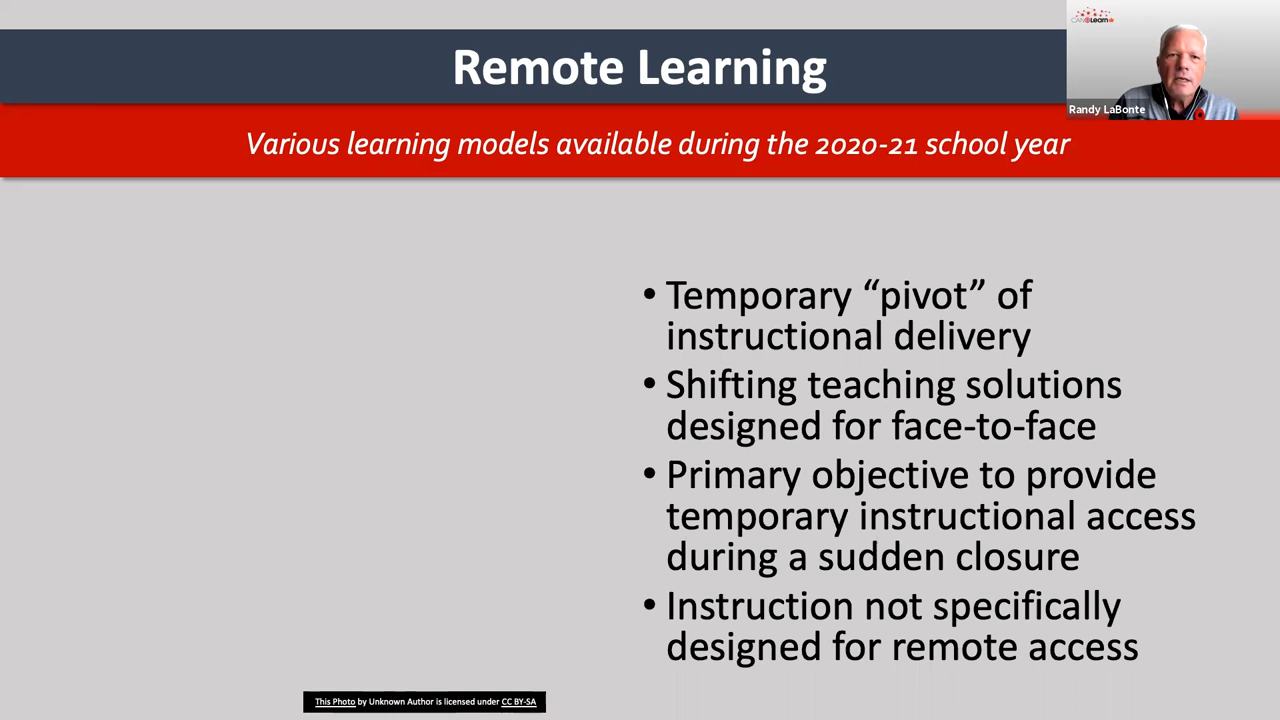 Remote Learning
CANeLearn
Randy LaBonte
Various learning models available during the 2020-21 school year
• Temporary “pivot” of
instructional delivery
• Shifting teaching solutions
designed for face-to-face
• Primary objective to provide
temporary instructional access
during a sudden closure
• Instruction not specifically
designed for remote access
This Photo by Unknown Author is licensed under CC BY-SA